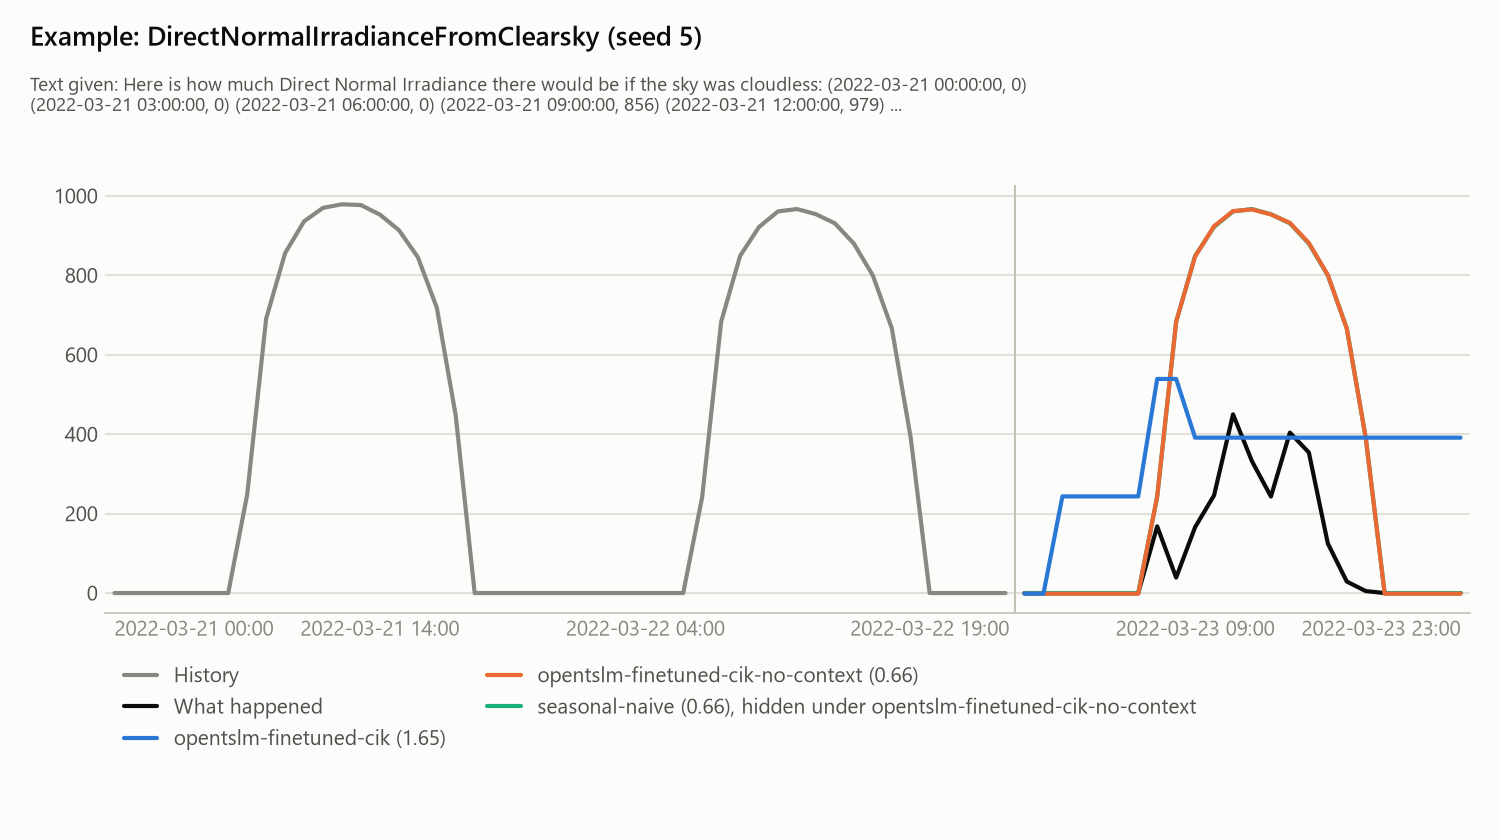 Example: DirectNormalIrradianceFromClearsky (seed 5)
Text given: Here is how much Direct Normal Irradiance there would be if the sky was cloudless: (2022-03-21 00:00:00, 0)
(2022-03-21 03:00:00, 0) (2022-03-21 06:00:00, 0) (2022-03-21 09:00:00, 856) (2022-03-21 12:00:00, 979) ...
1000
800
600
400
200
0
2022-03-21 00:00 2022-03-21 14:00 2022-03-22 04:00 2022-03-22 19:00 2022-03-23 09:00 2022-03-23 23:00
History
What happened
opentslm-finetuned-cik (1.65)
opentslm-finetuned-cik-no-context (0.66)
seasonal-naive (0.66), hidden under opentslm-finetuned-cik-no-context